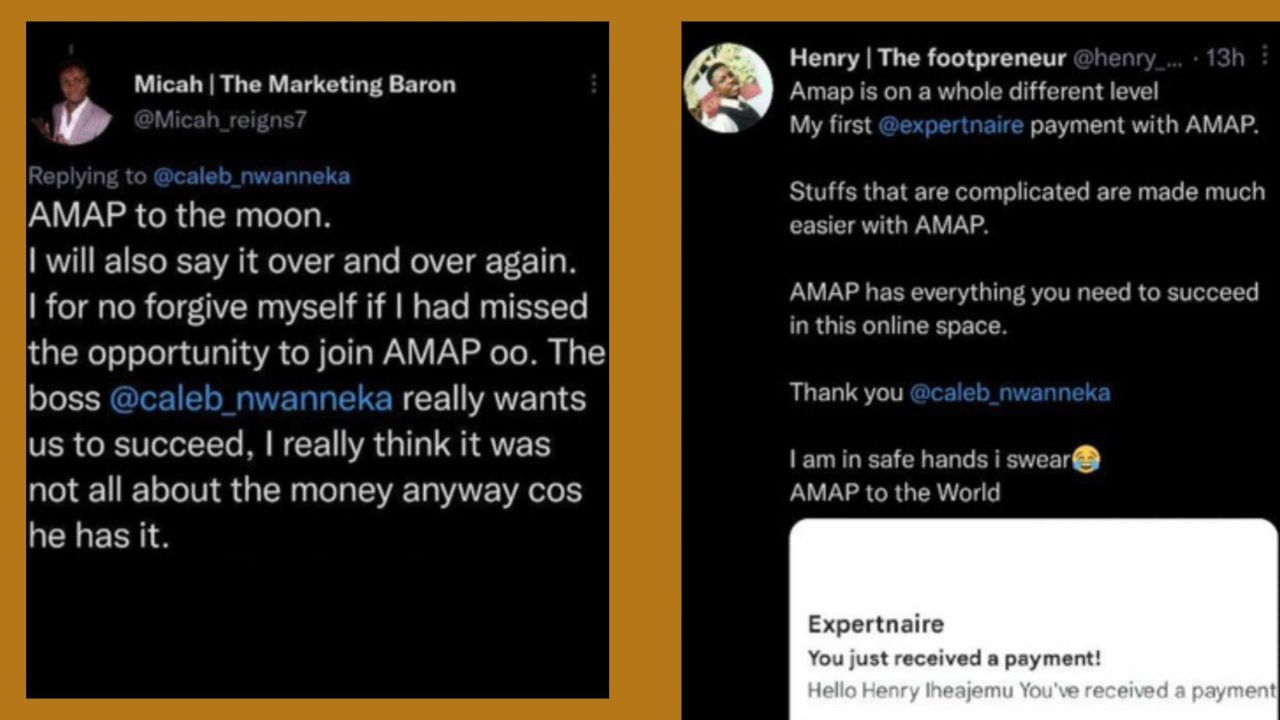 Micah | The Marketing Baron
@Micah_reigns7
Replying to @caleb_nwanneka
AMAP to the moon.
I will also say it over and over again.
I for no forgive myself if I had missed
the opportunity to join AMAP oo. The
boss @caleb_nwanneka really wants
us to succeed, I really think it was
not all about the money anyway cos
he has it.
Henry | The footpreneur @henry_... · 13h
Amap is on a whole different level
My first @expertnaire payment with AMAP.
Stuffs that are complicated are made much
easier with AMAP.
AMAP has everything you need to succeed
in this online space.
Thank you @caleb_nwanneka
I am in safe hands i swear😂
AMAP to the World
Expertnaire
You just received a payment!
Hello Henry Iheajemu You've received a payment